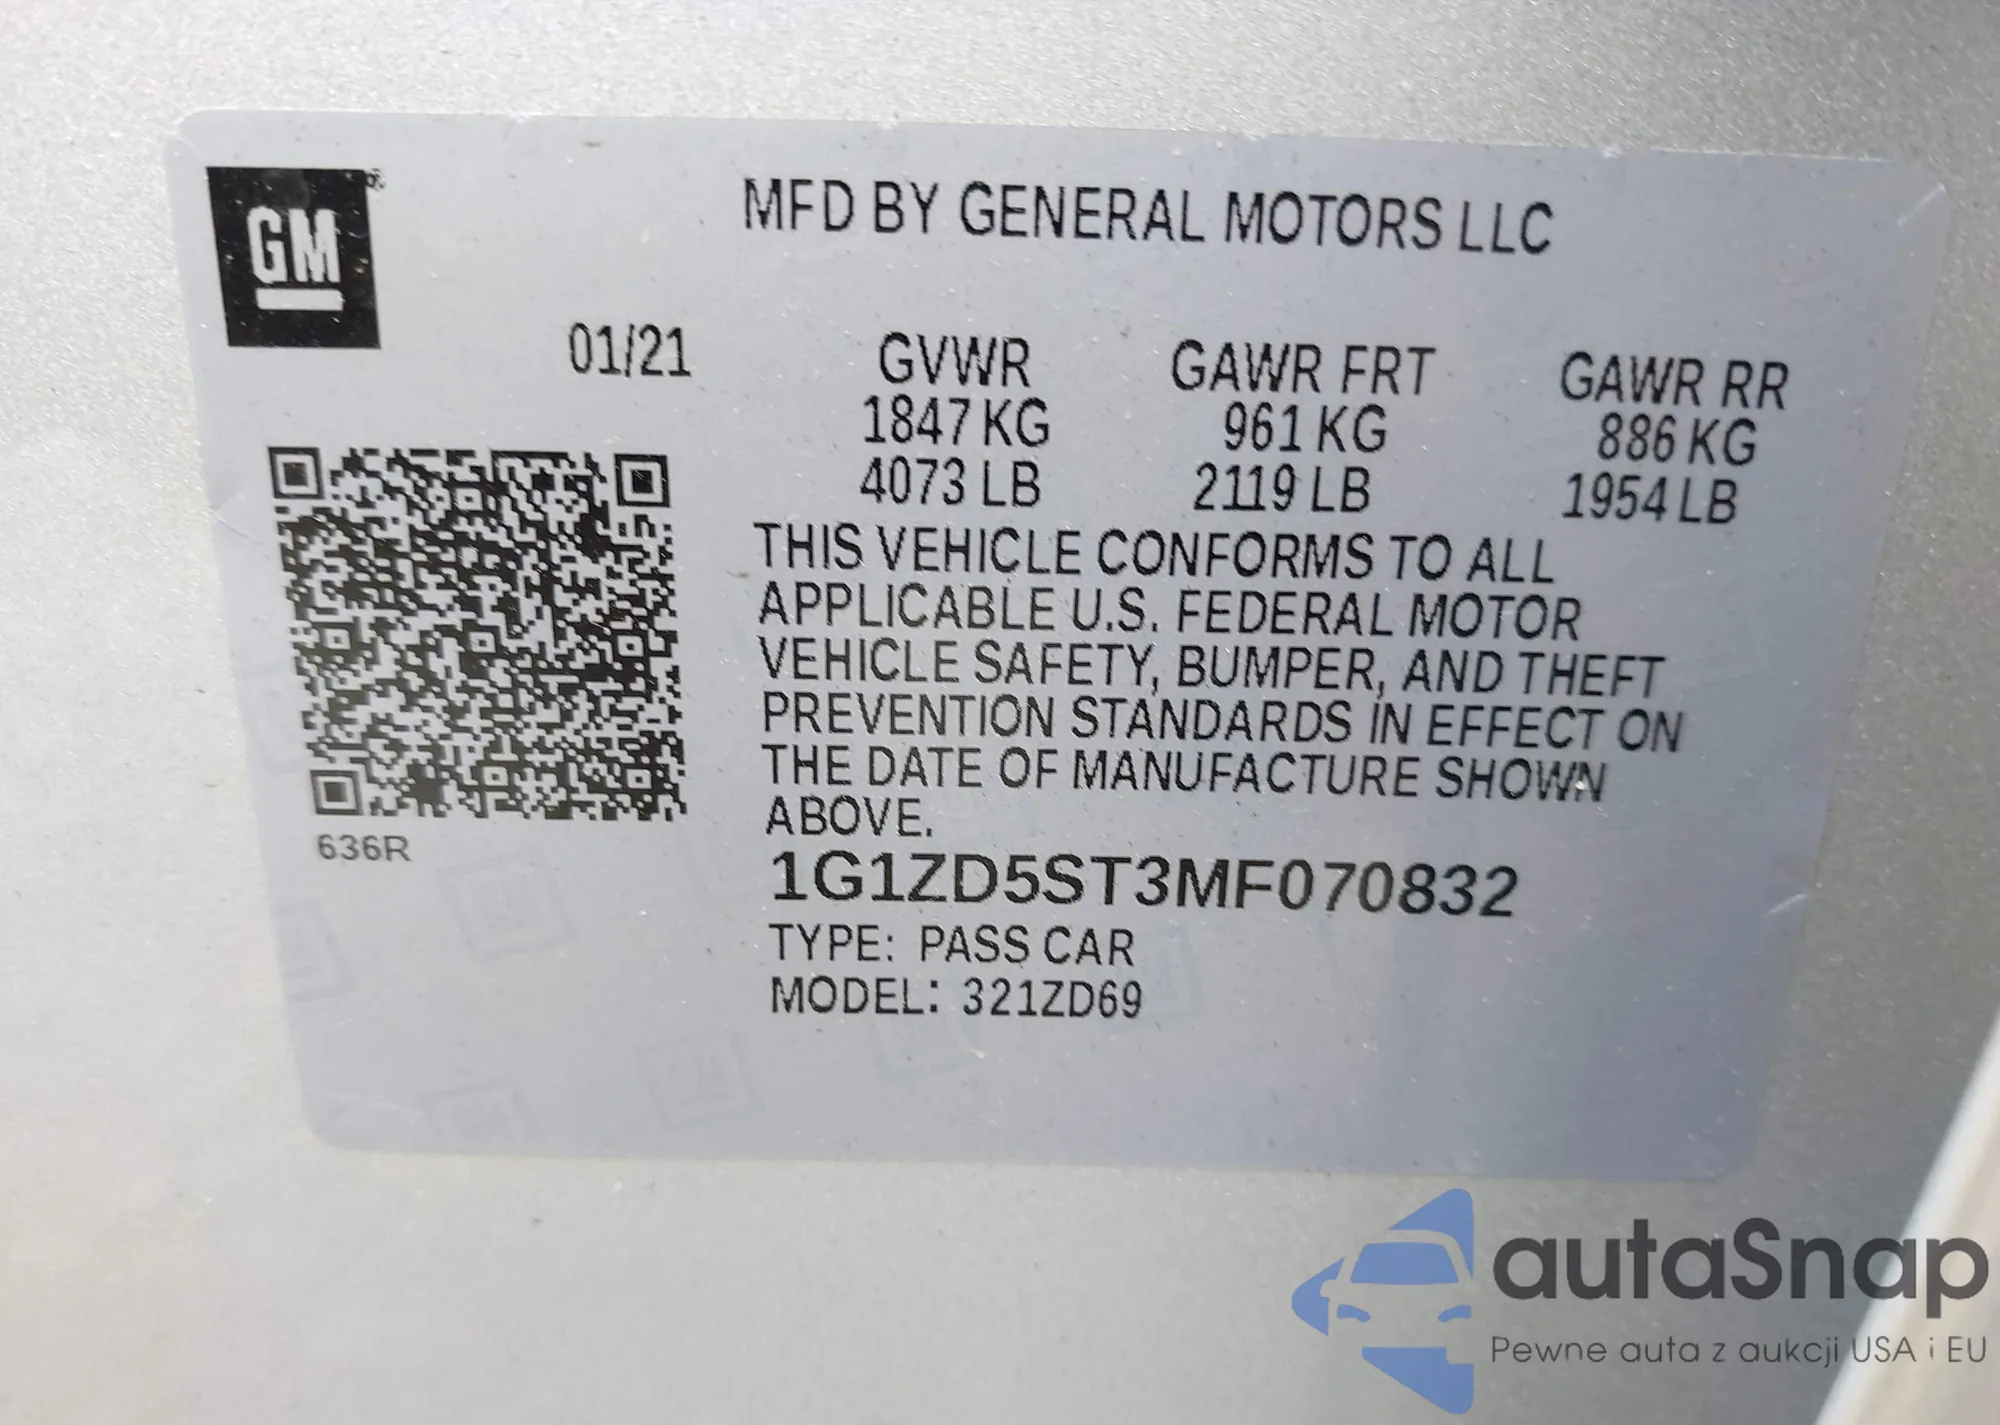 GM
MFD BY GENERAL MOTORS LLC
01/21
GVWR GAWR FRT GAWR RR
1847 KG 961 KG 886 KG
4073 LB 2119 LB 1954 LB
THIS VEHICLE CONFORMS TO ALL
APPLICABLE U.S. FEDERAL MOTOR
VEHICLE SAFETY, BUMPER, AND THEFT
PREVENTION STANDARDS IN EFFECT ON
THE DATE OF MANUFACTURE SHOWN
ABOVE.
636R
1G1ZD5ST3MF070832
TYPE: PASS CAR
MODEL: 321ZD69
autaSnap
Pewne auta z aukcji USA i EU